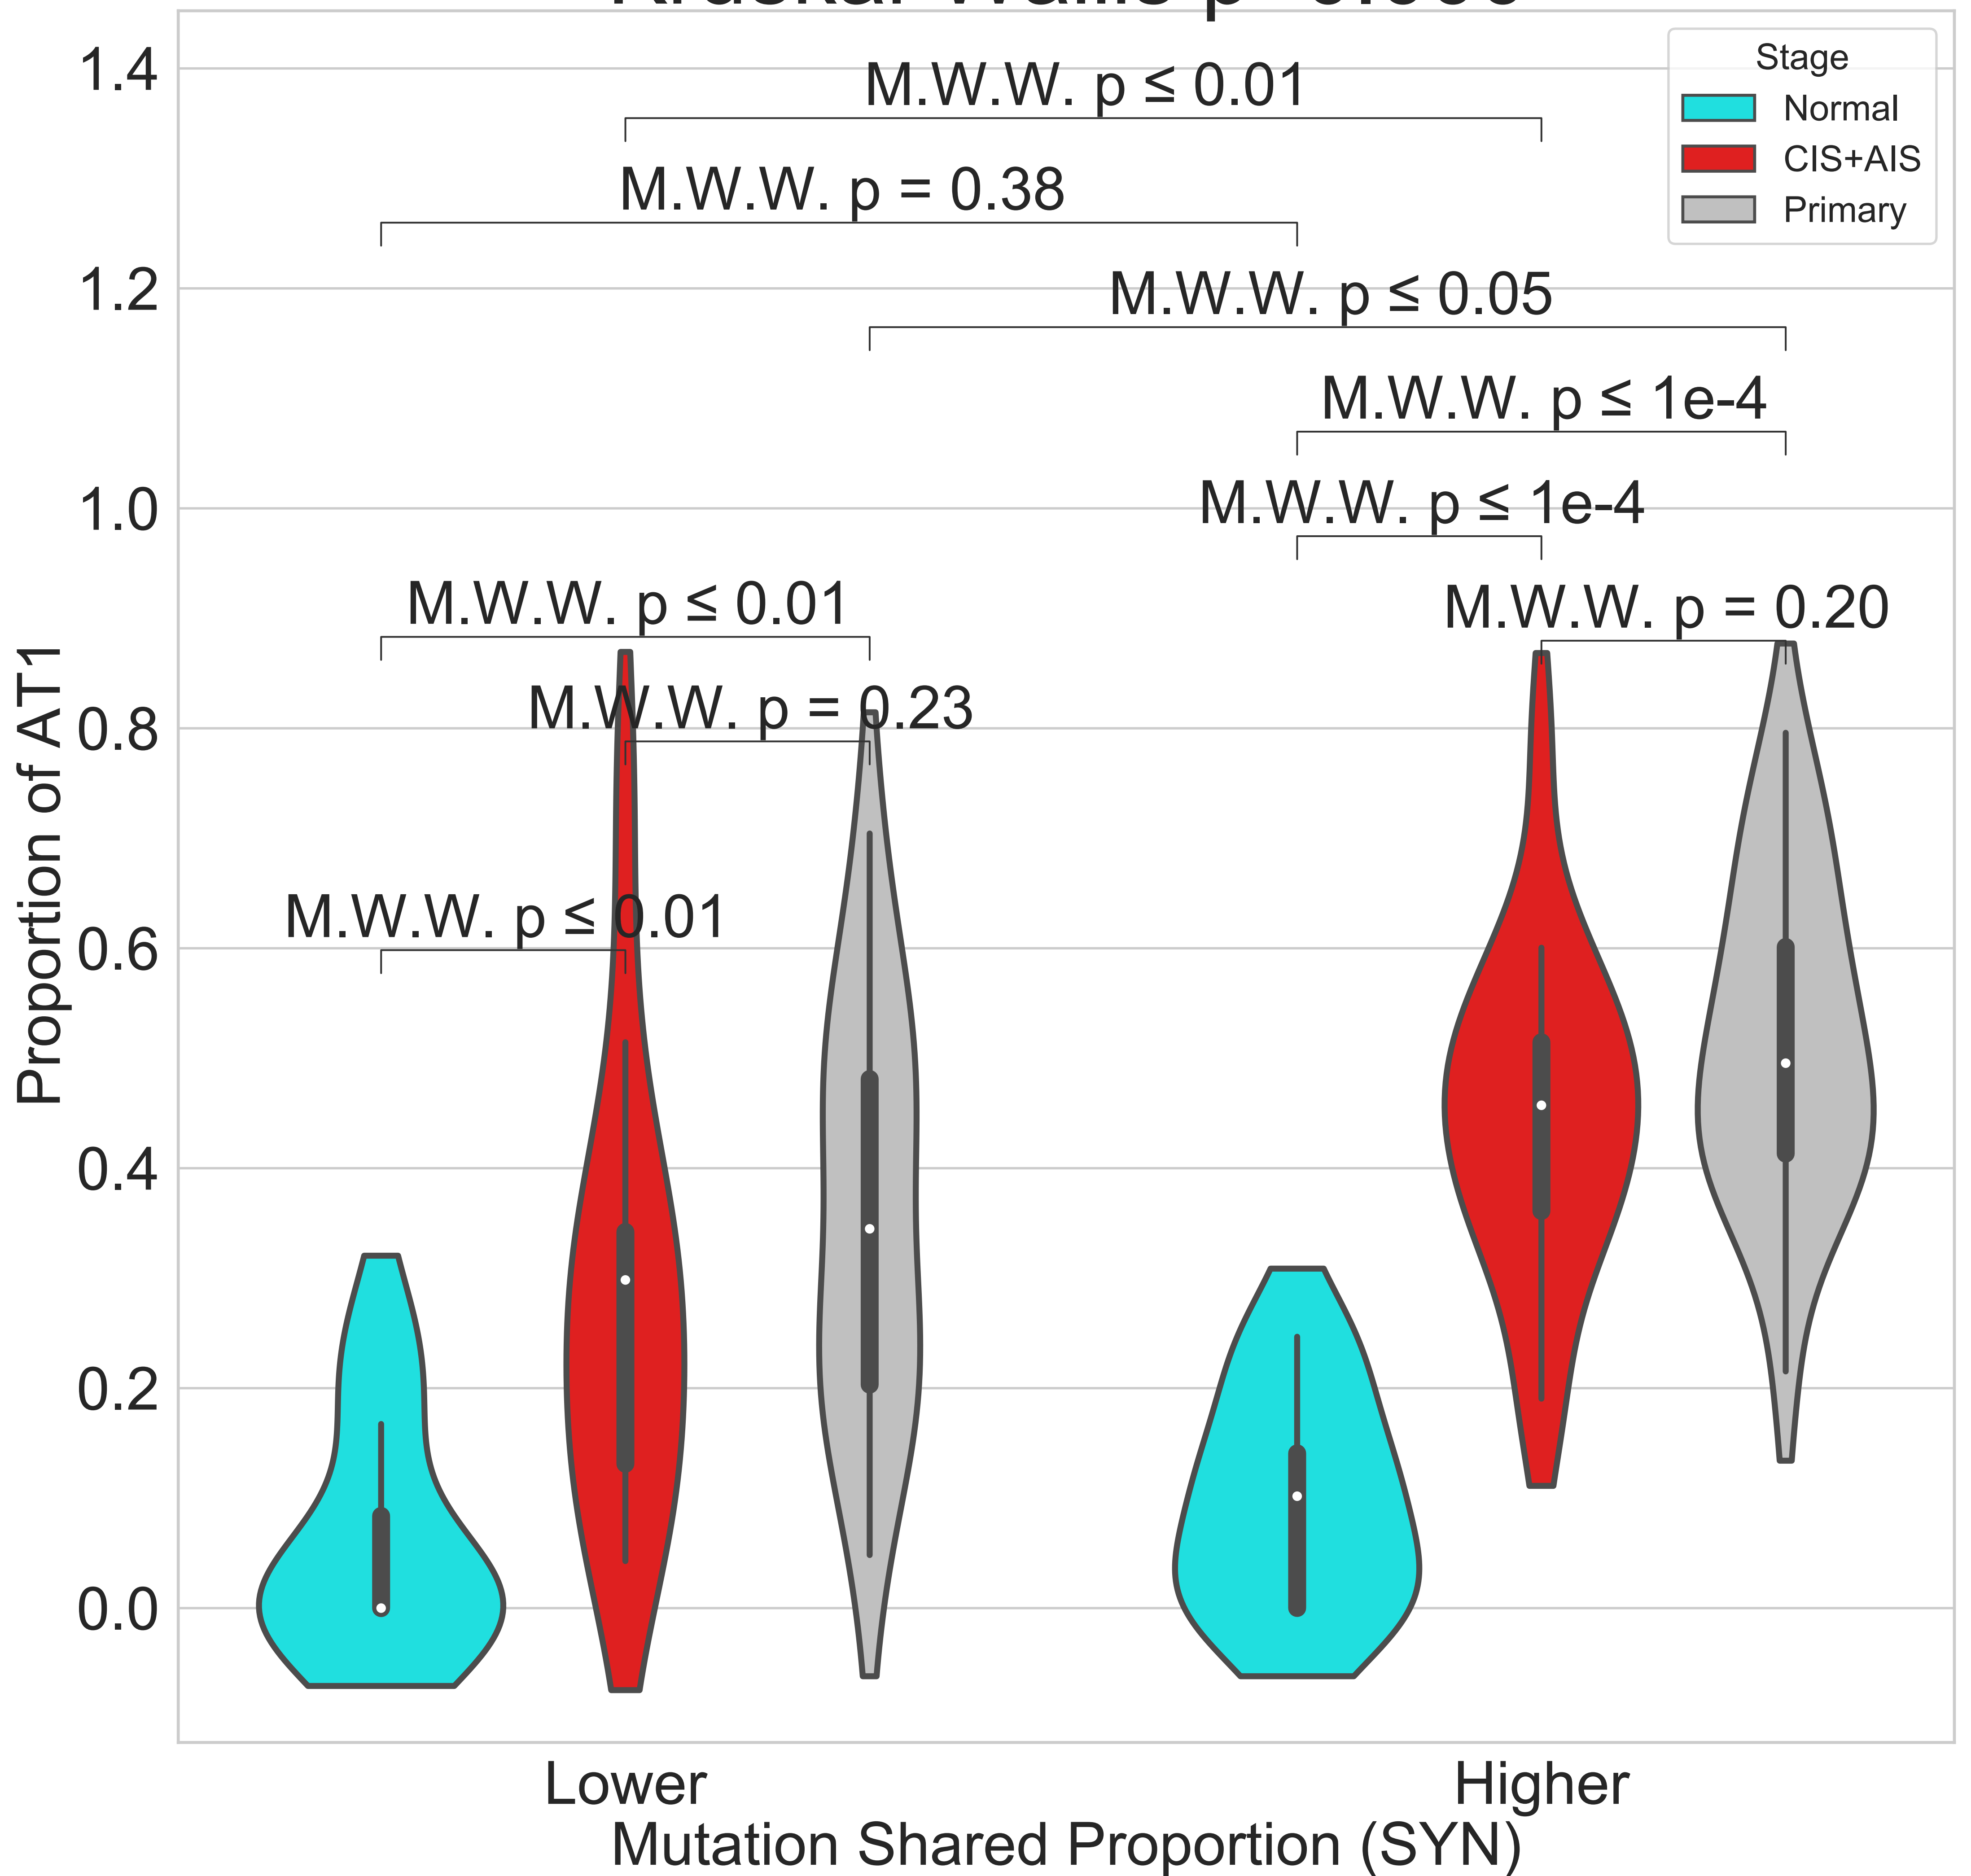 1.4
1.2
1.0
0.8
0.6
0.4
0.2
0.0
Proportion of AT1
M.W.W. p ≤ 0.01
M.W.W. p = 0.38
M.W.W. p ≤ 0.05
M.W.W. p ≤ 1e-4
M.W.W. p ≤ 1e-4
M.W.W. p ≤ 0.01
M.W.W. p = 0.20
M.W.W. p = 0.23
M.W.W. p ≤ 0.01
Stage
Normal
CIS+AIS
Primary
Lower
Higher
Mutation Shared Proportion (SYN)